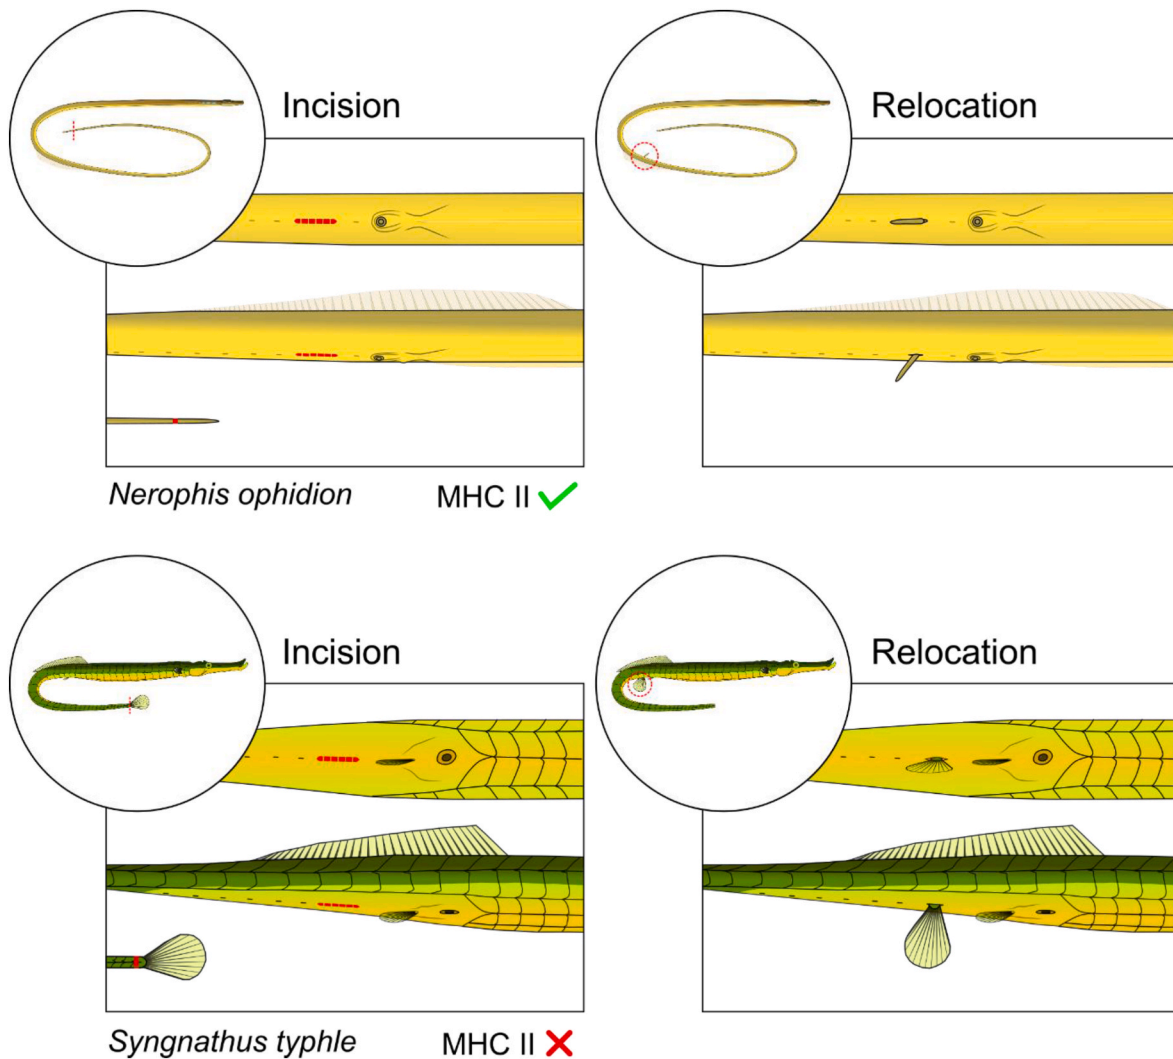 Incision
Relocation
Nerophis ophidion
MHC II
Incision
Relocation
Syngnathus typhle
MHC II